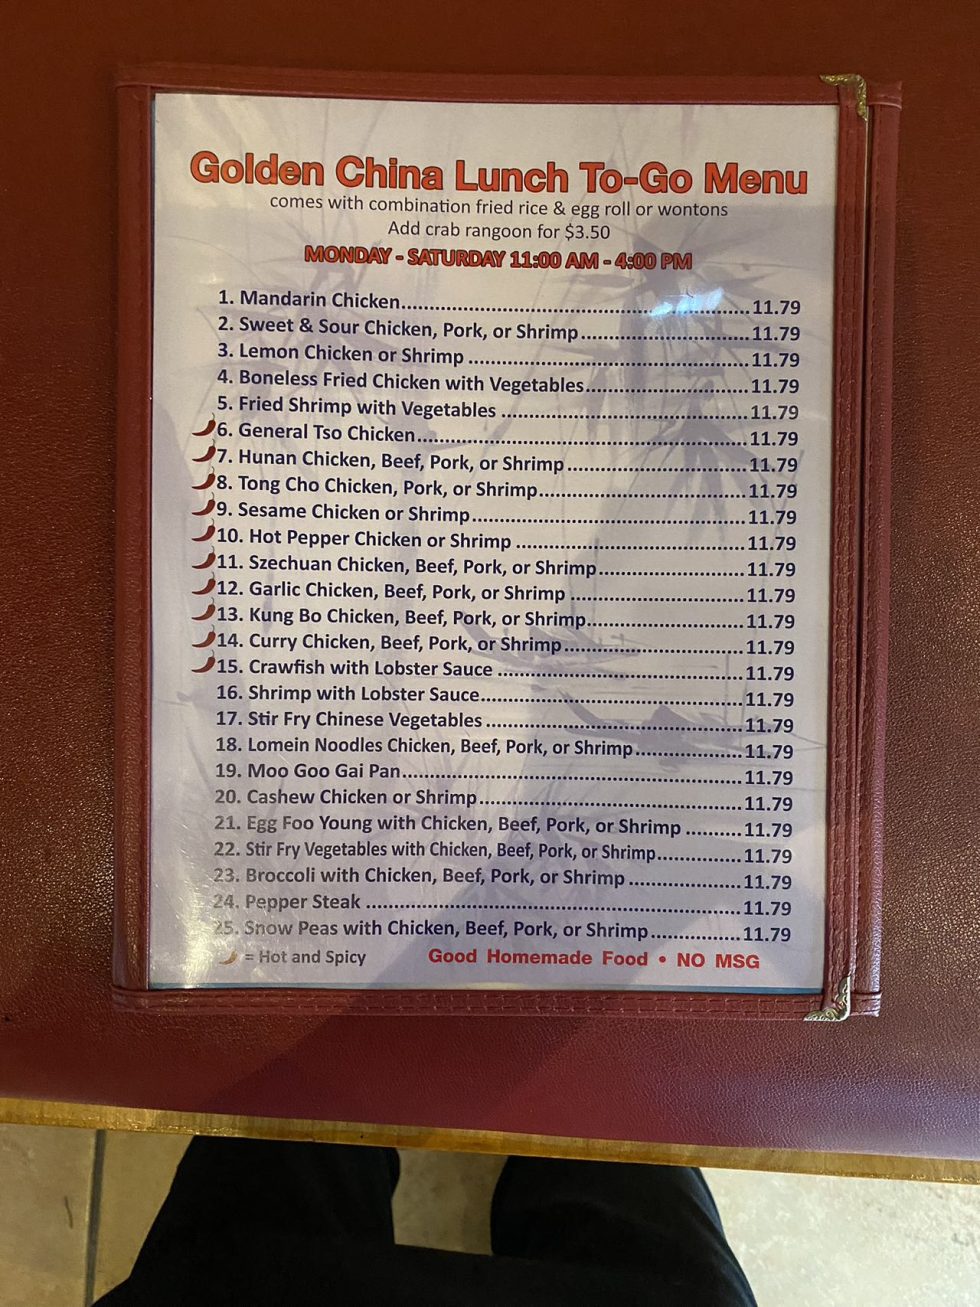 Golden China Lunch To-Go Menu
comes with combination fried rice & egg roll or wontons
Add crab rangoon for $3.50
MONDAY - SATURDAY 11:00 AM - 4:00 PM
1. Mandarin Chicken 11.79
2. Sweet & Sour Chicken, Pork, or Shrimp 11.79
3. Lemon Chicken or Shrimp 11.79
4. Boneless Fried Chicken with Vegetables 11.79
5. Fried Shrimp with Vegetables 11.79
6. General Tso Chicken 11.79
7. Hunan Chicken, Beef, Pork, or Shrimp 11.79
8. Tong Cho Chicken, Pork, or Shrimp 11.79
9. Sesame Chicken or Shrimp 11.79
10. Hot Pepper Chicken or Shrimp 11.79
11. Szechuan Chicken, Beef, Pork, or Shrimp 11.79
12. Garlic Chicken, Beef, Pork, or Shrimp 11.79
13. Kung Bo Chicken, Beef, Pork, or Shrimp 11.79
14. Curry Chicken, Beef, Pork, or Shrimp 11.79
15. Crawfish with Lobster Sauce 11.79
16. Shrimp with Lobster Sauce 11.79
17. Stir Fry Chinese Vegetables 11.79
18. Lomein Noodles Chicken, Beef, Pork, or Shrimp 11.79
19. Moo Goo Gai Pan 11.79
20. Cashew Chicken or Shrimp 11.79
21. Egg Foo Young with Chicken, Beef, Pork, or Shrimp 11.79
22. Stir Fry Vegetables with Chicken, Beef, Pork, or Shrimp 11.79
23. Broccoli with Chicken, Beef, Pork, or Shrimp 11.79
24. Pepper Steak 11.79
25. Snow Peas with Chicken, Beef, Pork, or Shrimp 11.79
= Hot and Spicy Good Homemade Food • NO MSG